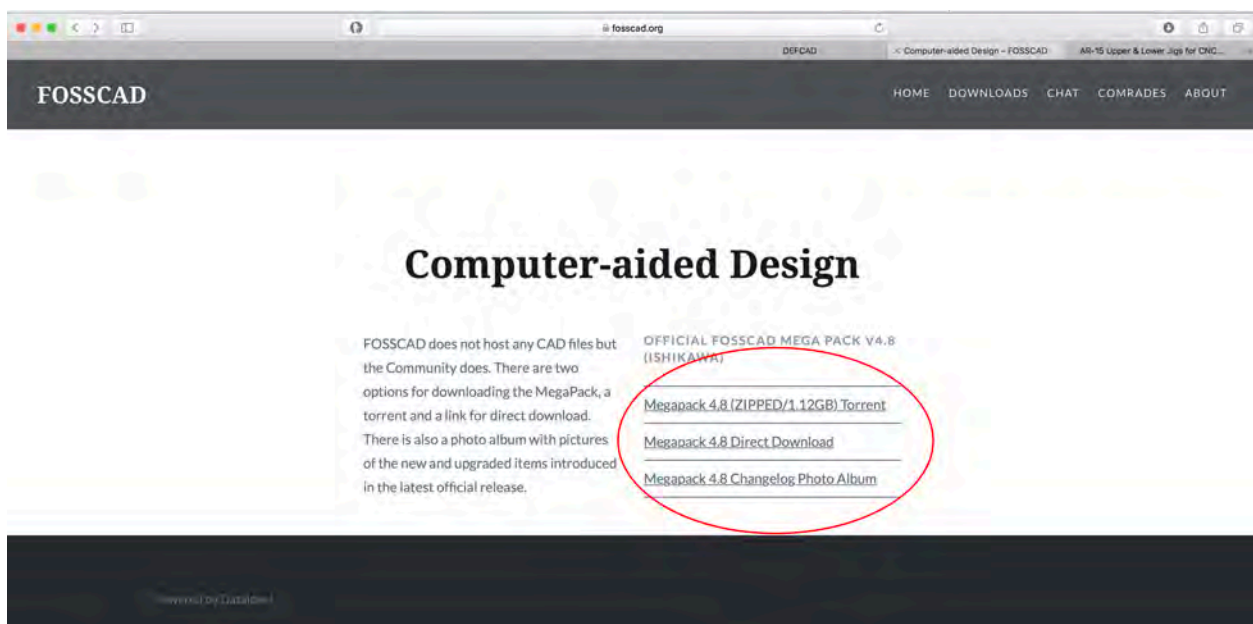 fosscad.org
DEFCAD
Computer-aided Design – FOSSCAD
AR-15 Upper & Lower Jigs for CNC...
FOSSCAD
HOME DOWNLOADS CHAT COMRADES ABOUT
Computer-aided Design
FOSSCAD does not host any CAD files but
the Community does. There are two
options for downloading the MegaPack, a
torrent and a link for direct download.
There is also a photo album with pictures
of the new and upgraded items introduced
in the latest official release.
OFFICIAL FOSSCAD MEGA PACK V4.8
(ISHIKAWA)
Megapack 4.8 (ZIPPED/1.12GB) Torrent
Megapack 4.8 Direct Download
Megapack 4.8 Changelog Photo Album